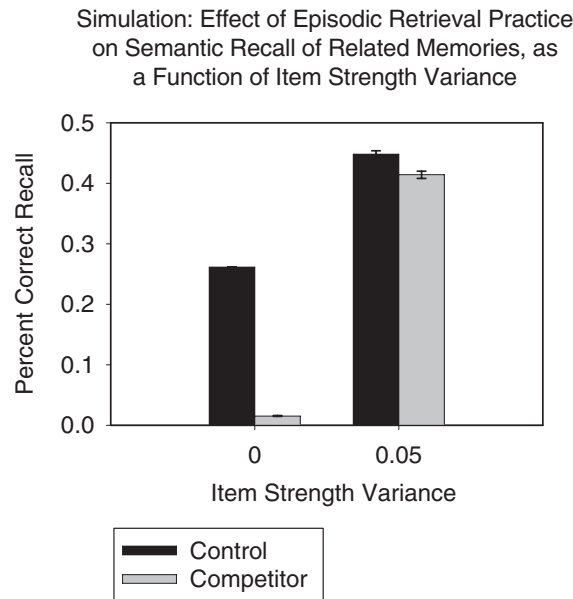 Simulation: Effect of Episodic Retrieval Practice
on Semantic Recall of Related Memories, as
a Function of Item Strength Variance
Percent Correct Recall
0.5
0.4
0.3
0.2
0.1
0.0
0 0.05
Item Strength Variance
Control
Competitor